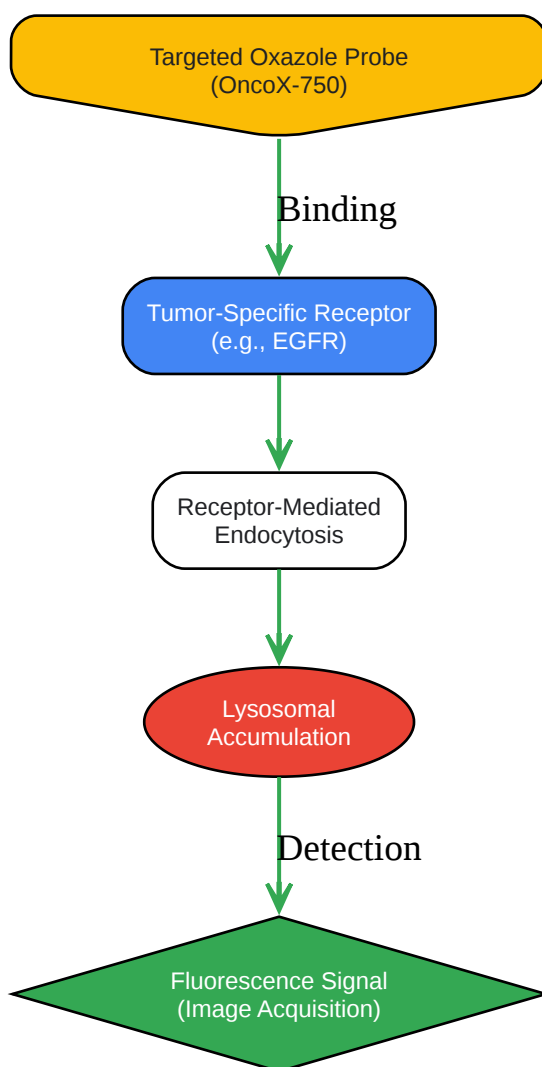 Targeted Oxazole Probe
(OncoX-750)
Binding
Tumor-Specific Receptor
(e.g., EGFR)
Receptor-Mediated
Endocytosis
Lysosomal
Accumulation
Detection
Fluorescence Signal
(Image Acquisition)